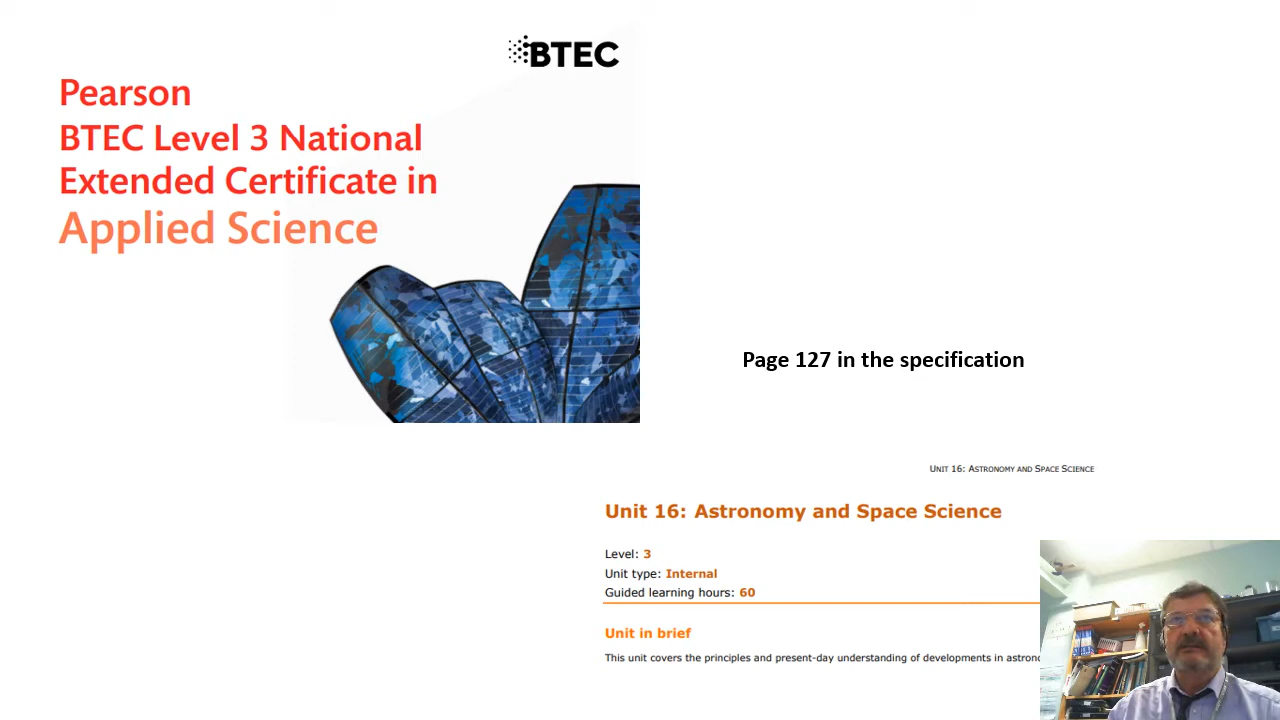 BTEC
Pearson
BTEC Level 3 National
Extended Certificate in
Applied Science
Page 127 in the specification
UNIT 16: ASTRONOMY AND SPACE SCIENCE
Unit 16: Astronomy and Space Science
Level: 3
Unit type: Internal
Guided learning hours: 60
Unit in brief
This unit covers the principles and present-day understanding of developments in